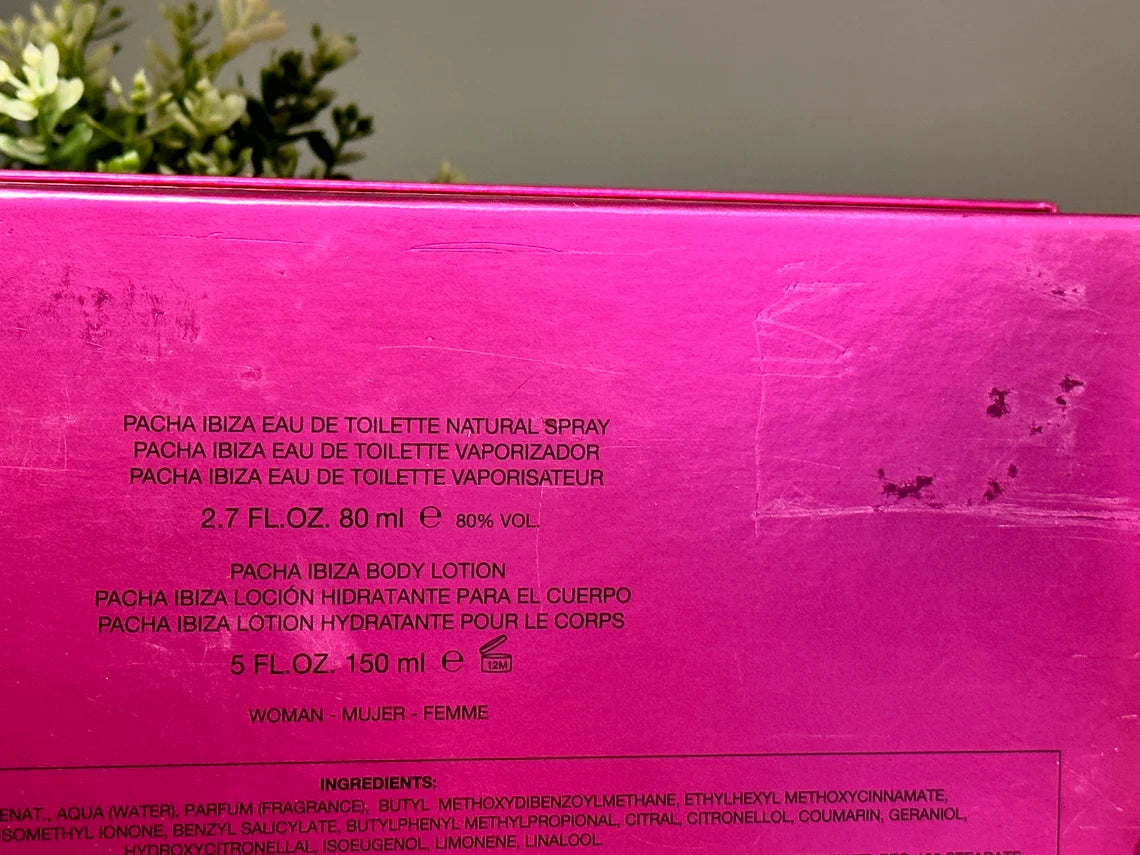 PACHA IBIZA EAU DE TOILETTE NATURAL SPRAY
PACHA IBIZA EAU DE TOILETTE VAPORIZADOR
PACHA IBIZA EAU DE TOILETTE VAPORISATEUR
2.7 FL.OZ. 80 ml ℮ 80% VOL.
PACHA IBIZA BODY LOTION
PACHA IBIZA LOCIÓN HIDRATANTE PARA EL CUERPO
PACHA IBIZA LOTION HYDRATANTE POUR LE CORPS
5 FL.OZ. 150 ml ℮ 12M
WOMAN - MUJER - FEMME
INGREDIENTS:
ENAT., AQUA (WATER), PARFUM (FRAGRANCE), BUTYL METHOXYDIBENZOYLMETHANE, ETHYLHEXYL METHOXYCINNAMATE,
SOMETHYL IONONE, BENZYL SALICYLATE, BUTYLPHENYL METHYLPROPIONAL, CITRAL, CITRONELLOL, COUMARIN, GERANIOL,
HYDROXYCITRONELLAL, ISOEUGENOL, LIMONENE, LINALOOL.